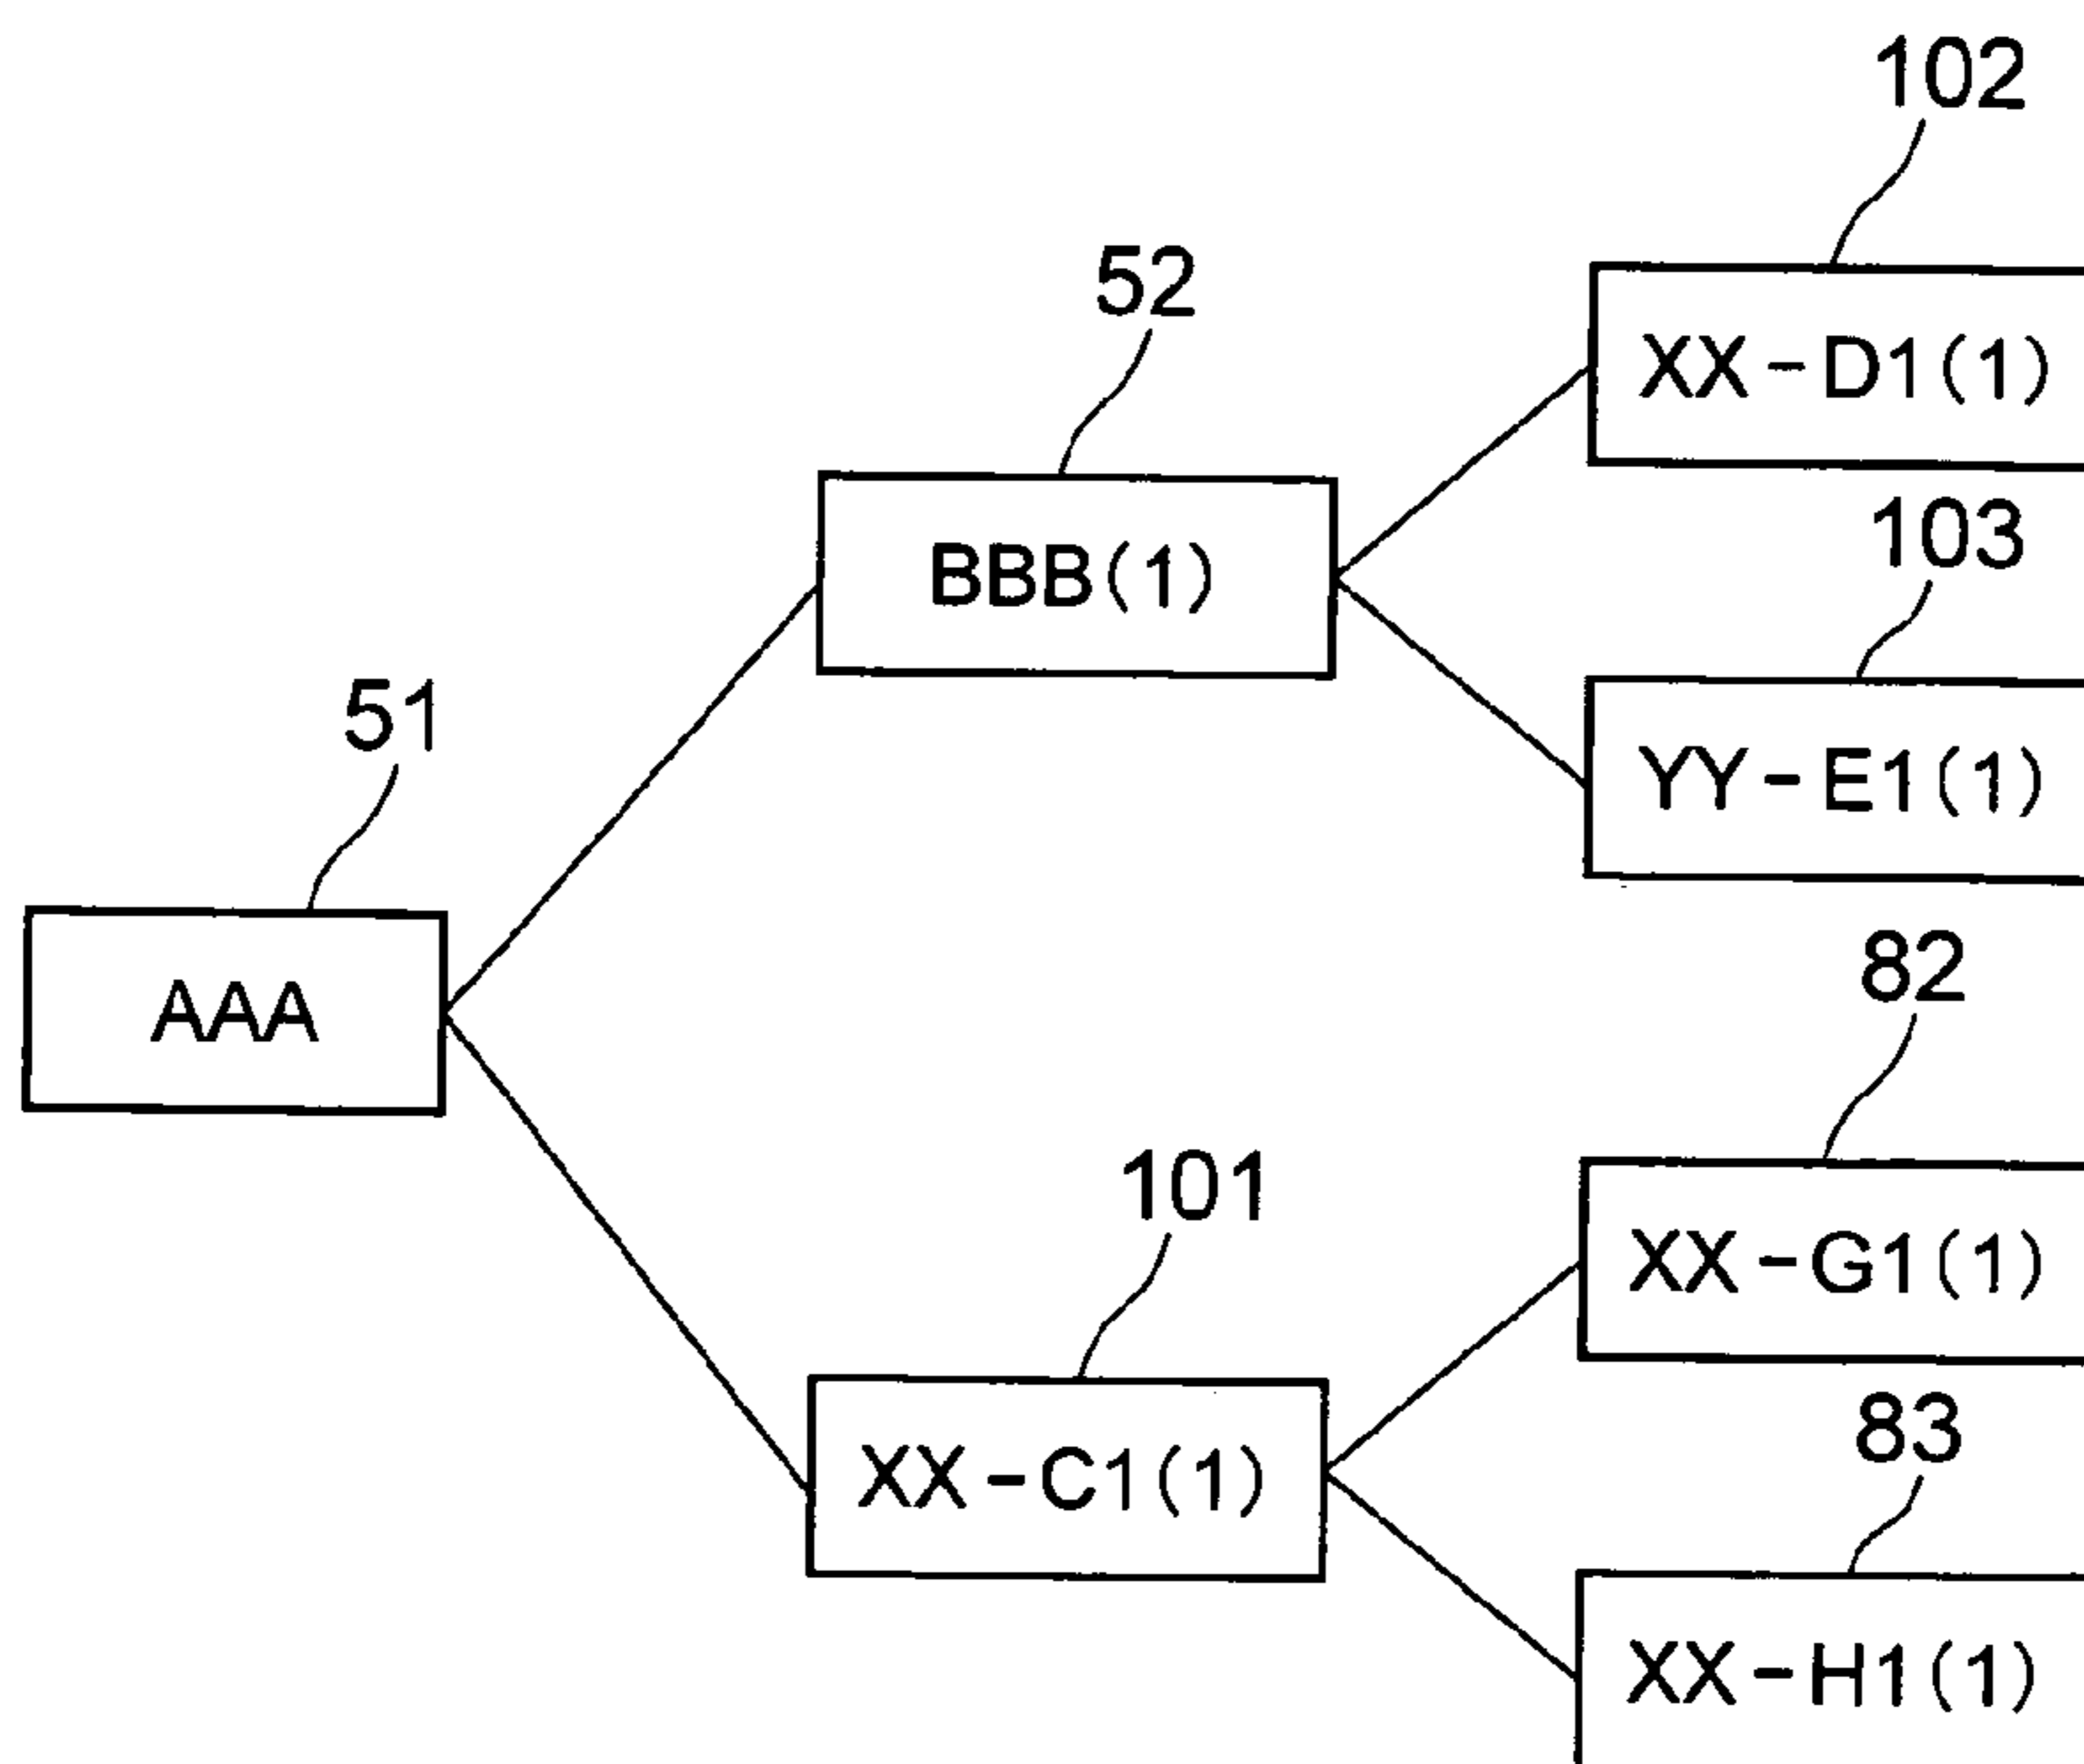 102
52
XX-D1(1)
103
BBB(1)
51
YY-E1(1)
82
AAA
101
XX-G1(1)
83
XX-C1(1)
XX-H1(1)